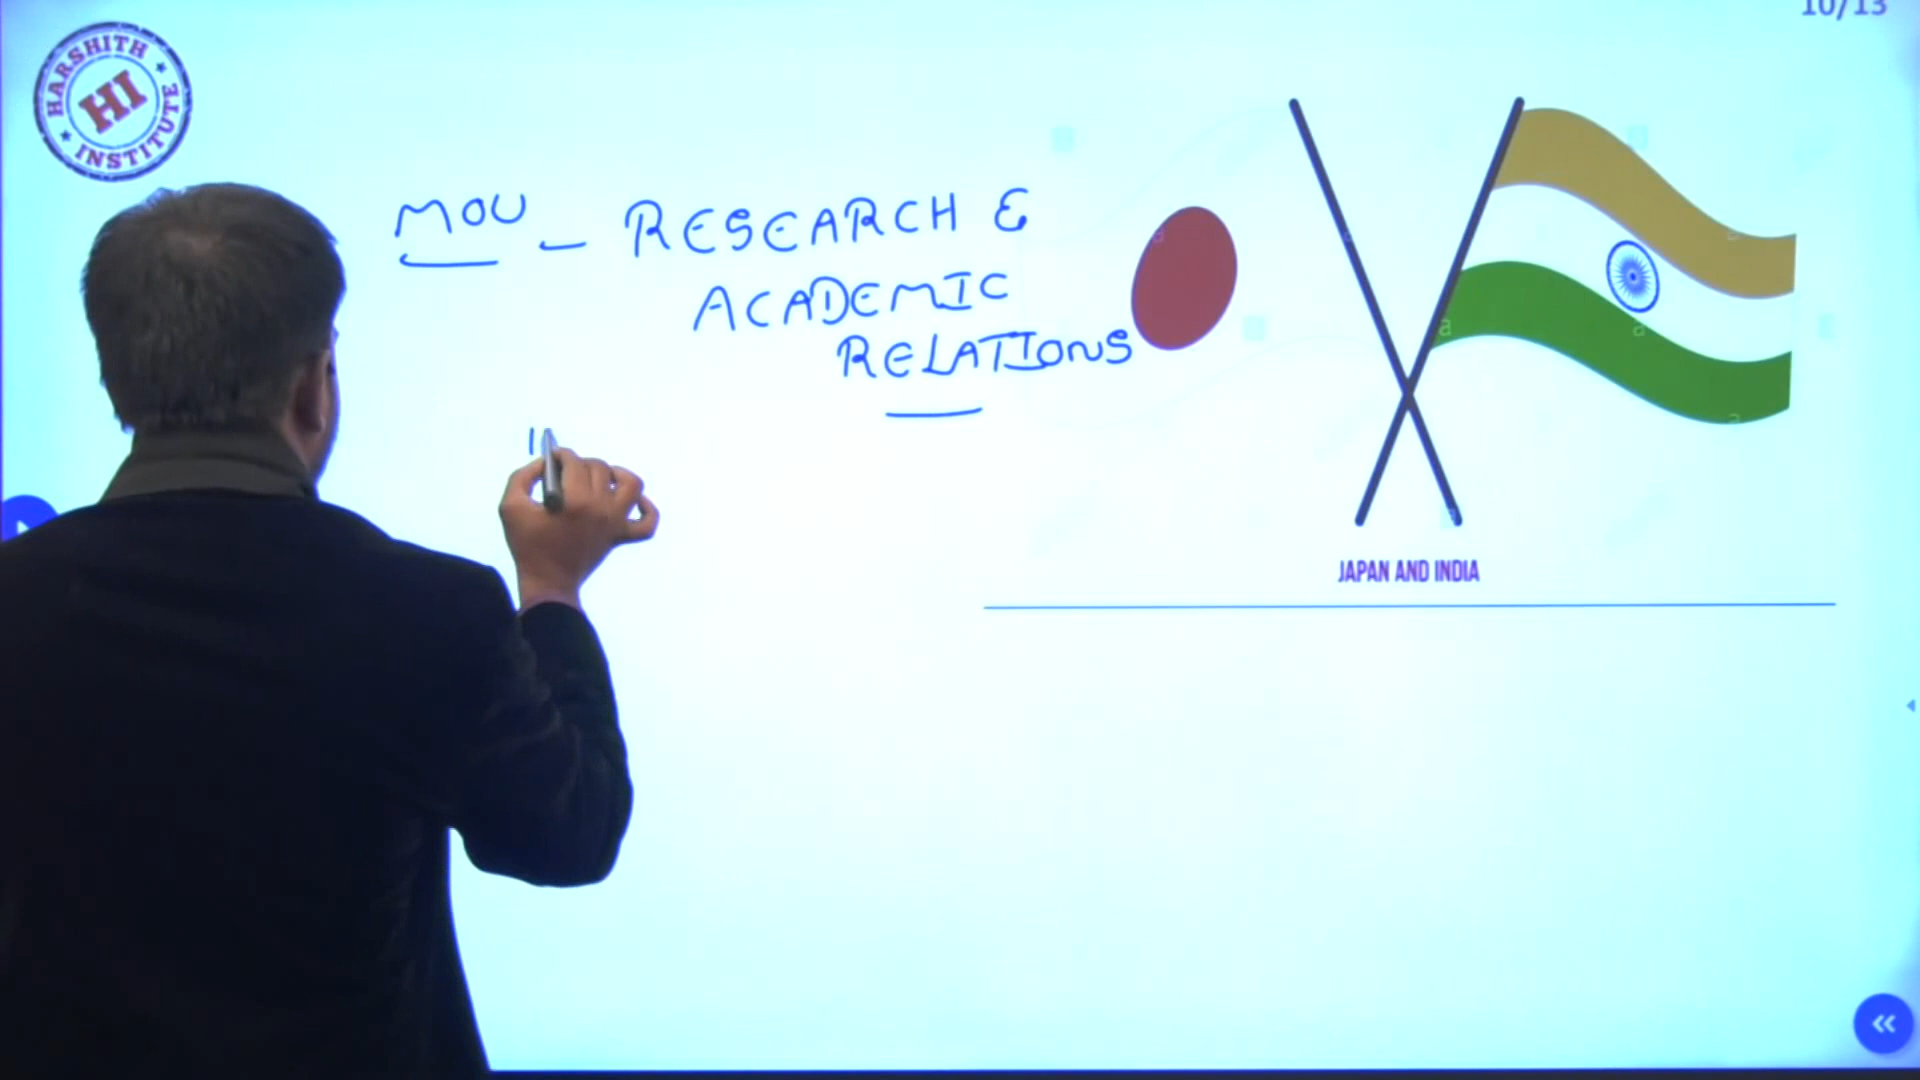 10/13
HARSHITH
HI
INSTITUTE
MOU - RESEARCH &
ACADEMIC
RELATIONS
JAPAN AND INDIA